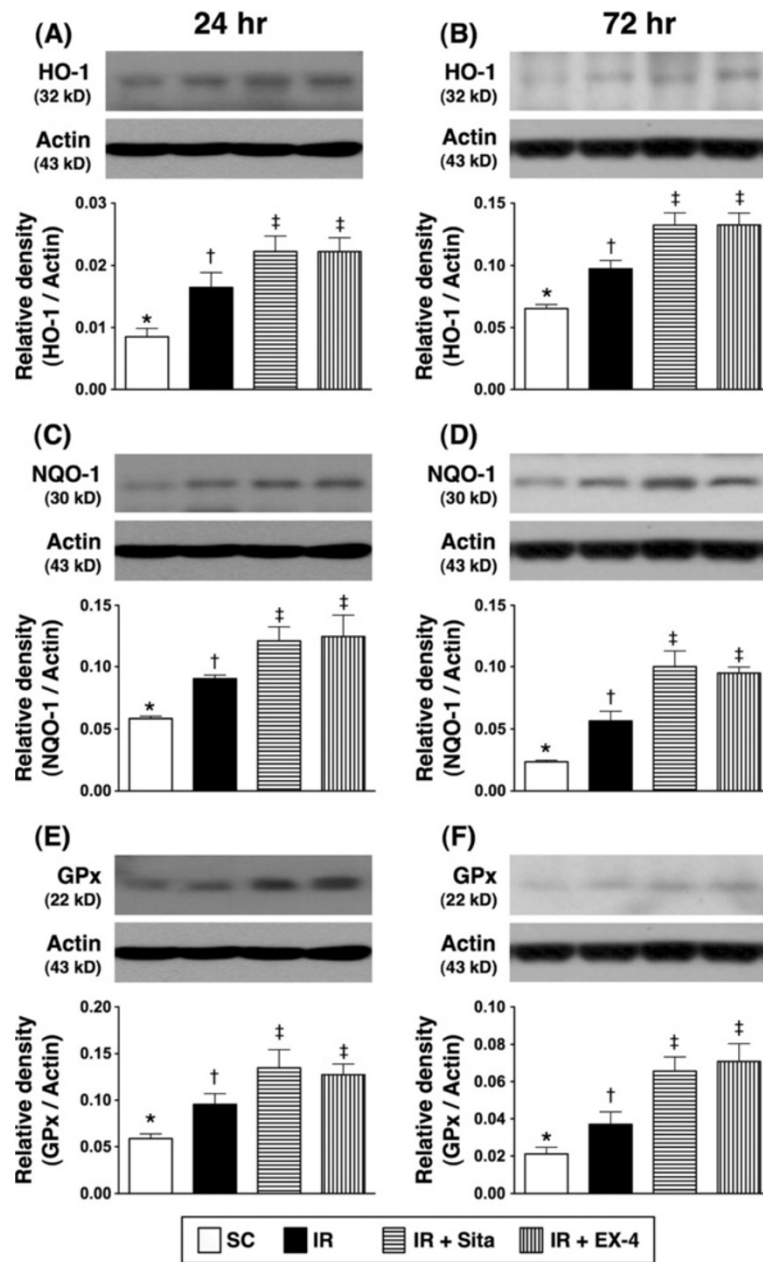 24 hr
72 hr
(A)
HO-1
(32 kD)
Actin
(43 kD)
Relative density
(HO-1 / Actin)
0.03
0.02
0.01
0.00
*
†
‡
‡
(B)
HO-1
(32 kD)
Actin
(43 kD)
Relative density
(HO-1 / Actin)
0.15
0.10
0.05
0.00
*
†
‡
‡
(C)
NQO-1
(30 kD)
Actin
(43 kD)
Relative density
(NQO-1 / Actin)
0.15
0.10
0.05
0.00
*
†
‡
‡
(D)
NQO-1
(30 kD)
Actin
(43 kD)
Relative density
(NQO-1 / Actin)
0.15
0.10
0.05
0.00
*
†
‡
‡
(E)
GPx
(22 kD)
Actin
(43 kD)
Relative density
(GPx / Actin)
0.20
0.15
0.10
0.05
0.00
*
†
‡
‡
(F)
GPx
(22 kD)
Actin
(43 kD)
Relative density
(GPx / Actin)
0.10
0.08
0.06
0.04
0.02
0.00
*
†
‡
‡
SC IR IR + Sita IR + EX-4